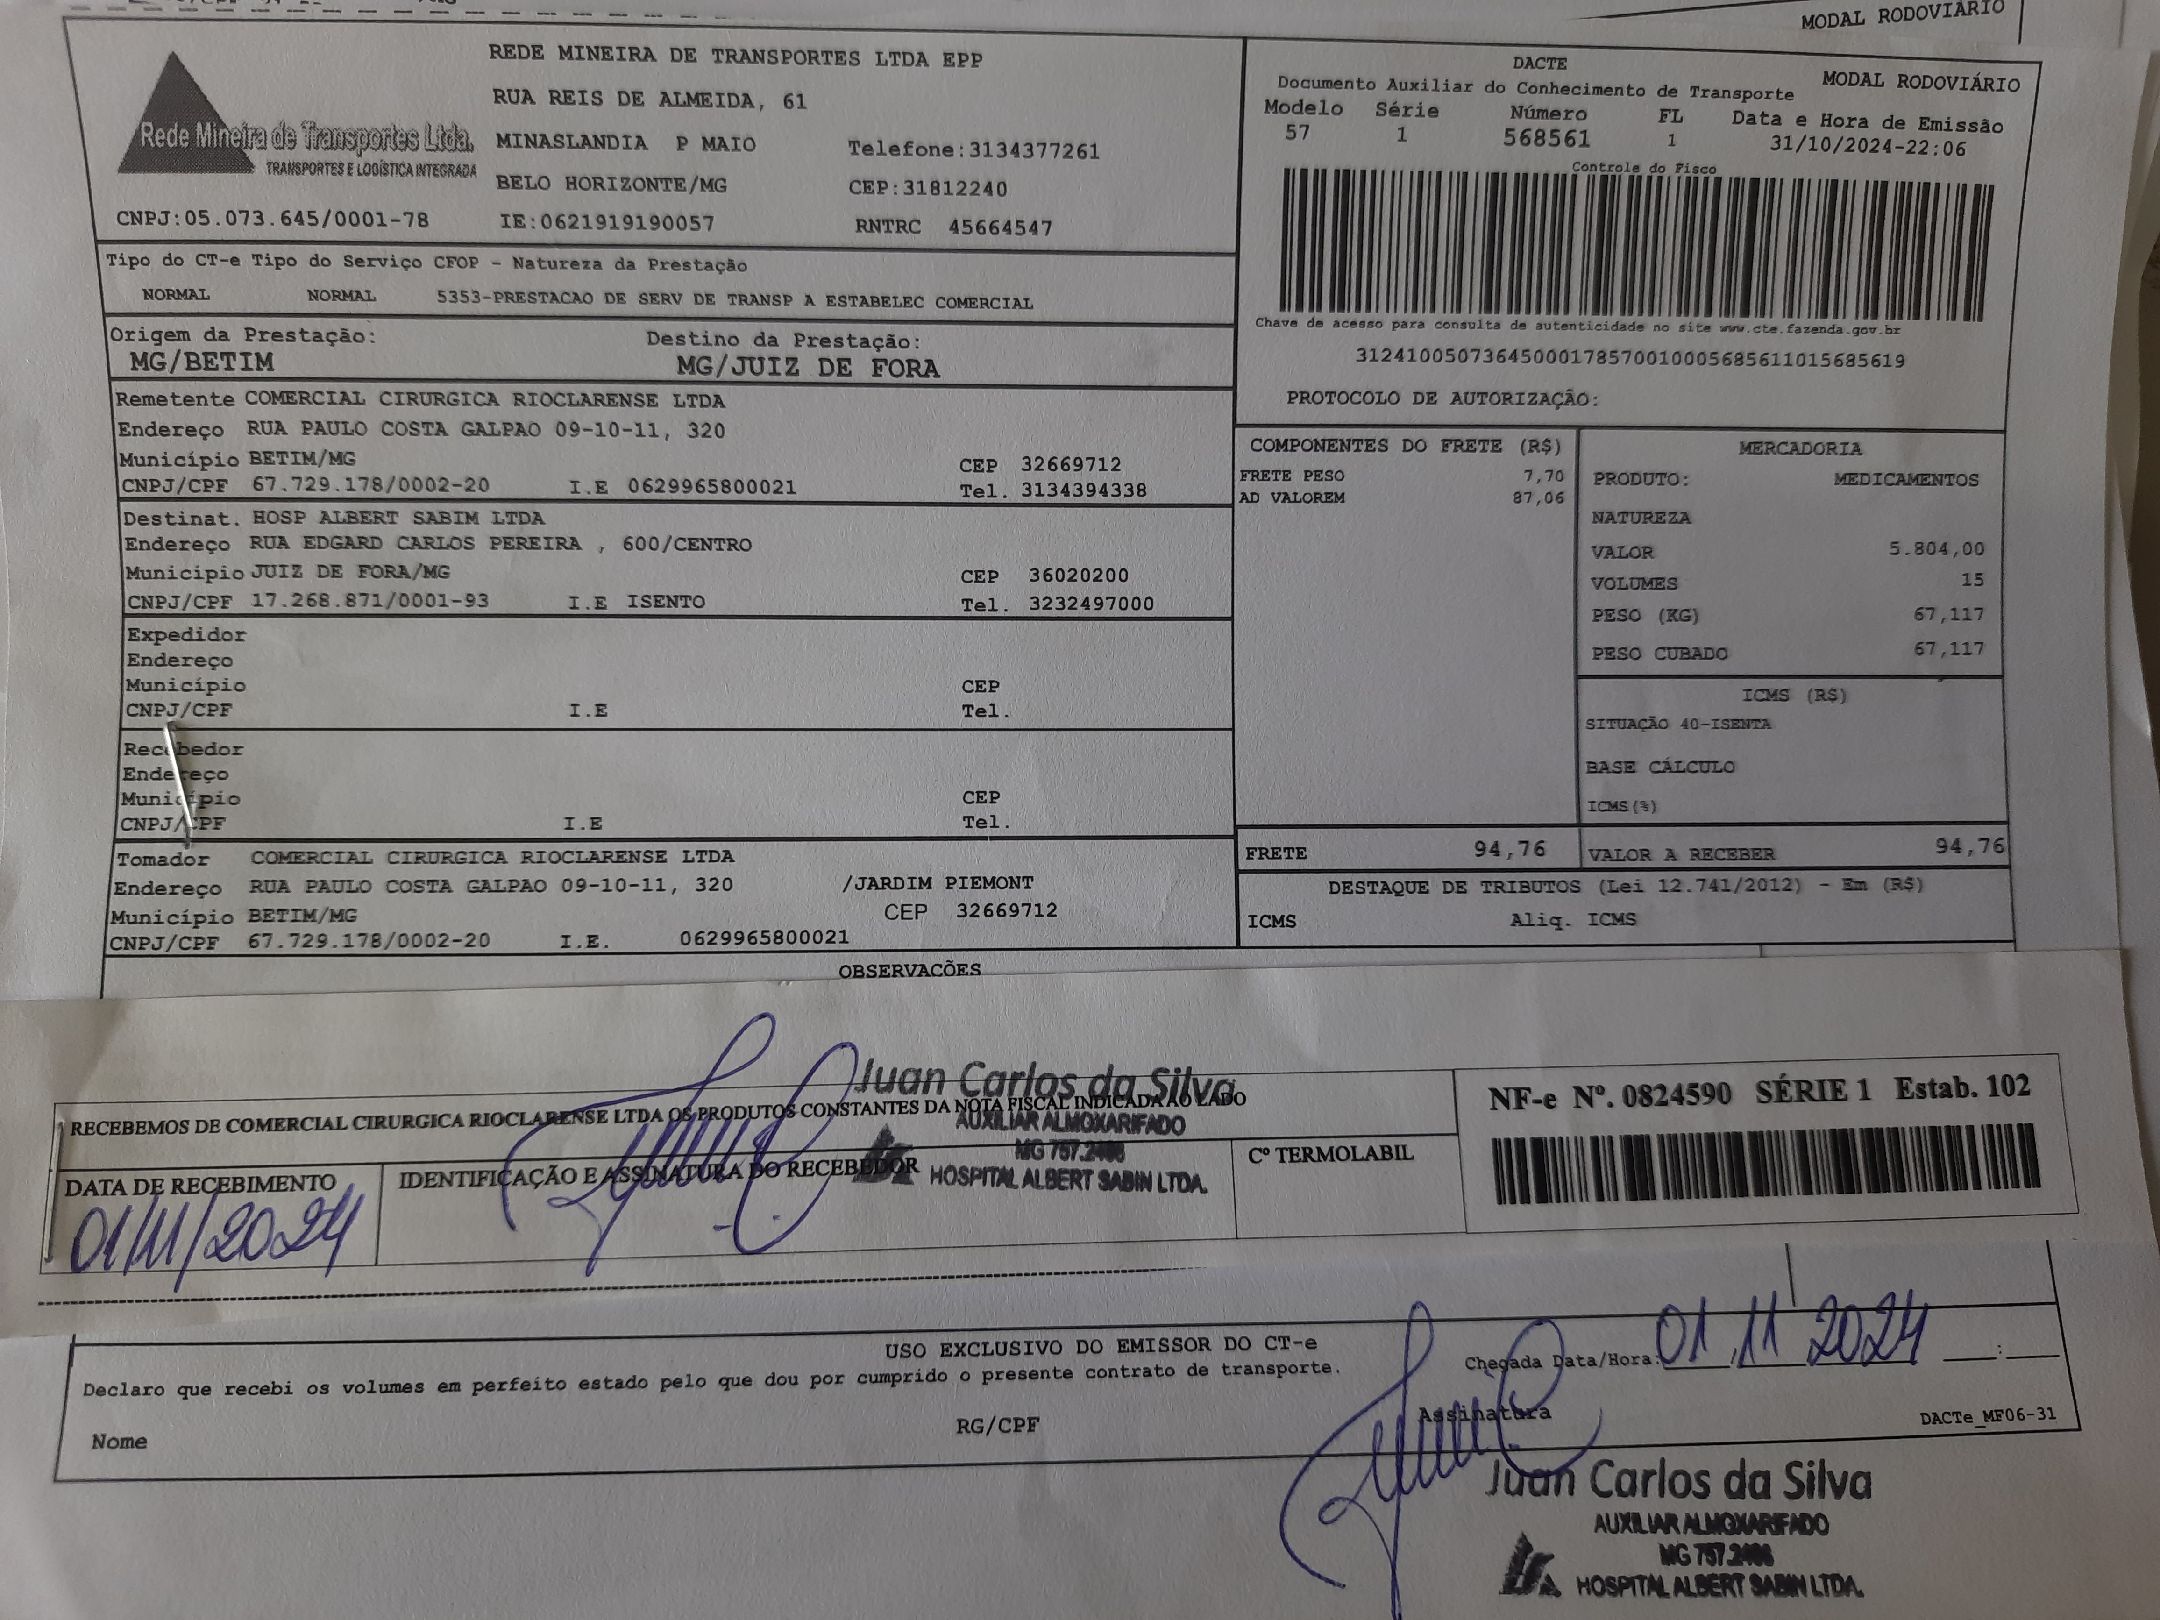 MODAL RODOVIÁRIO
REDE MINEIRA DE TRANSPORTES LTDA EPP
RUA REIS DE ALMEIDA, 61
Rede Mineira de Transportes Ltda.
TRANSPORTES E LOGÍSTICA INTEGRADA
MINASLANDIA P MAIO Telefone:3134377261
BELO HORIZONTE/MG CEP:31812240
CNPJ:05.073.645/0001-78 IE:0621919190057 RNTRC 45664547
DACTE
Documento Auxiliar do Conhecimento de Transporte MODAL RODOVIÁRIO
Modelo Série Número FL Data e Hora de Emissão
57 1 568561 1 31/10/2024-22:06
Controle do Fisco
Chave de acesso para consulta de autenticidade no site www.cte.fazenda.gov.br
31241005073645000178570010005685611015685619
PROTOCOLO DE AUTORIZAÇÃO:
Tipo do CT-e Tipo do Serviço CFOP - Natureza da Prestação
NORMAL NORMAL 5353-PRESTACAO DE SERV DE TRANSP A ESTABELEC COMERCIAL
Origem da Prestação: Destino da Prestação:
MG/BETIM MG/JUIZ DE FORA
Remetente COMERCIAL CIRURGICA RIOCLARENSE LTDA
Endereço RUA PAULO COSTA GALPAO 09-10-11, 320
Município BETIM/MG CEP 32669712
CNPJ/CPF 67.729.178/0002-20 I.E 0629965800021 Tel. 3134394338
Destinat. HOSP ALBERT SABIM LTDA
Endereço RUA EDGARD CARLOS PEREIRA , 600/CENTRO
Municipio JUIZ DE FORA/MG CEP 36020200
CNPJ/CPF 17.268.871/0001-93 I.E ISENTO Tel. 3232497000
Expedidor
Endereço
Município CEP
CNPJ/CPF I.E Tel.
Recebedor
Endereço
Município CEP
CNPJ/CPF I.E Tel.
Tomador COMERCIAL CIRURGICA RIOCLARENSE LTDA
Endereço RUA PAULO COSTA GALPAO 09-10-11, 320 /JARDIM PIEMONT
Município BETIM/MG CEP 32669712
CNPJ/CPF 67.729.178/0002-20 I.E. 0629965800021
COMPONENTES DO FRETE (R$)
FRETE PESO 7,70
AD VALOREM 87,06
MERCADORIA
PRODUTO: MEDICAMENTOS
NATUREZA
VALOR 5.804,00
VOLUMES 15
PESO (KG) 67,117
PESO CUBADO 67,117
ICMS (R$)
SITUAÇÃO 40-ISENTA
BASE CÁLCULO
ICMS(%)
FRETE 94,76 VALOR A RECEBER 94,76
DESTAQUE DE TRIBUTOS (Lei 12.741/2012) - Em (R$)
ICMS Aliq. ICMS
OBSERVAÇÕES
RECEBEMOS DE COMERCIAL CIRURGICA RIOCLARENSE LTDA OS PRODUTOS CONSTANTES DA NOTA FISCAL INDICADA AO LADO
DATA DE RECEBIMENTO IDENTIFICAÇÃO E ASSINATURA DO RECEBEDOR Cº TERMOLABIL
01/11/2024
Juan Carlos da Silva
AUXILIAR ALMOXARIFADO
HOSPITAL ALBERT SABIN LTDA.
NF-e Nº. 0824590 SÉRIE 1 Estab. 102
USO EXCLUSIVO DO EMISSOR DO CT-e
Declaro que recebi os volumes em perfeito estado pelo que dou por cumprido o presente contrato de transporte.
Chegada Data/Hora: 01 / 11 2024 :
Nome RG/CPF Assinatura DACTe_MF06-31
Juan Carlos da Silva
AUXILIAR ALMOXARIFADO
HOSPITAL ALBERT SABIN LTDA.